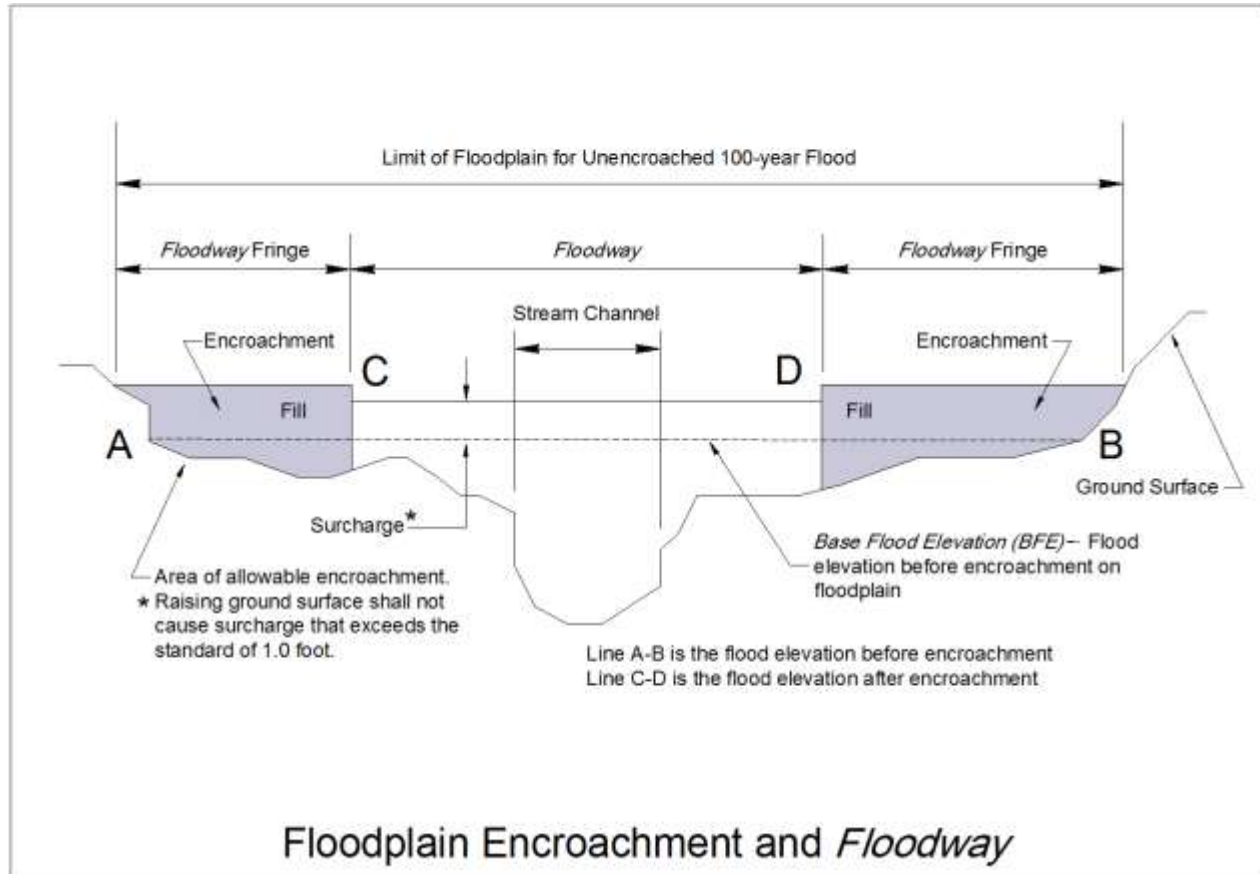 Limit of Floodplain for Unencroached 100-year Flood
Floodway Fringe
Floodway
Floodway Fringe
Stream Channel
Encroachment
Encroachment
C
D
Fill
Fill
A
B
Ground Surface
Surcharge*
Base Flood Elevation (BFE)-- Flood
elevation before encroachment on
floodplain
Area of allowable encroachment.
* Raising ground surface shall not
cause surcharge that exceeds the
standard of 1.0 foot.
Line A-B is the flood elevation before encroachment
Line C-D is the flood elevation after encroachment
Floodplain Encroachment and Floodway